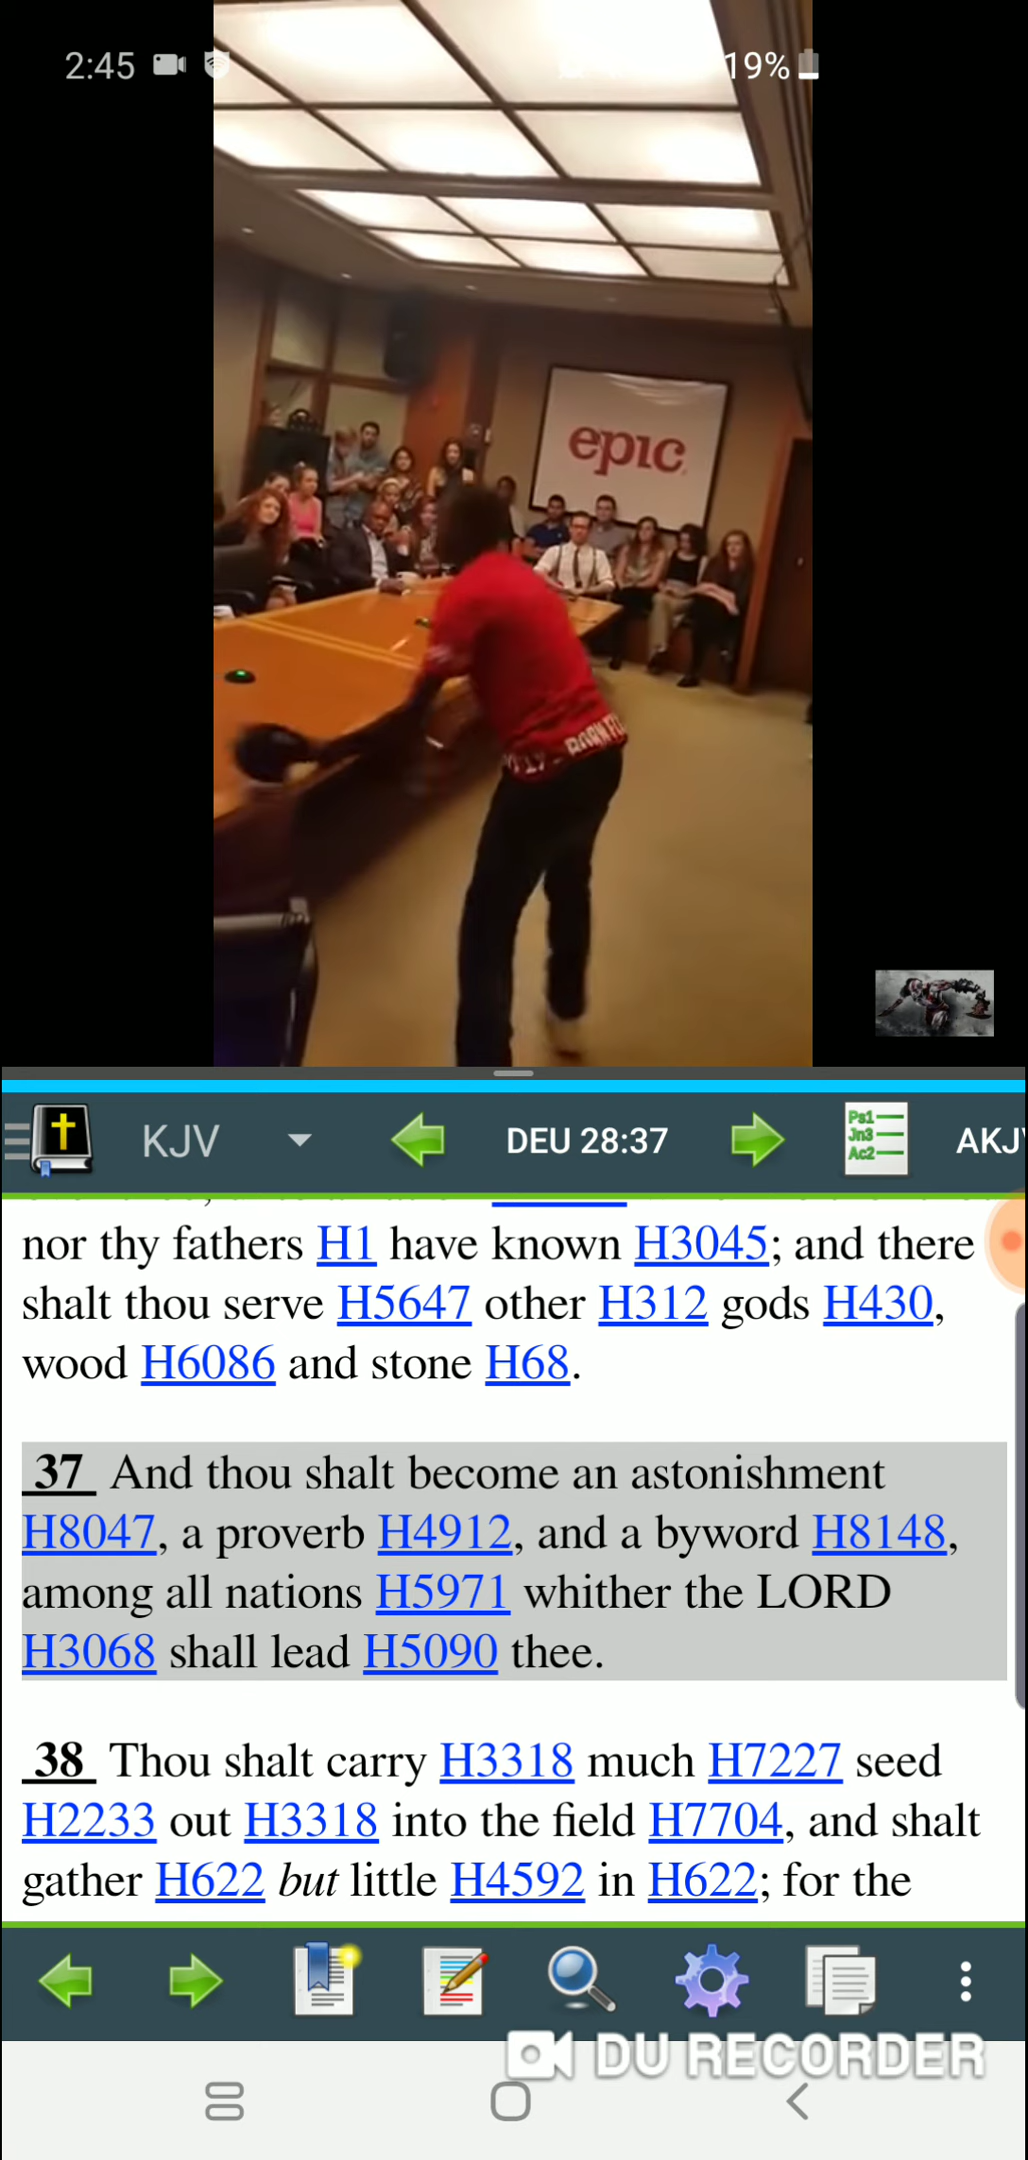 2:45
19%
epic
BORN
KJV
DEU 28:37
Ps1
Jn3
Ac2
nor thy fathers H1 have known H3045; and there
shalt thou serve H5647 other H312 gods H430,
wood H6086 and stone H68.
37 And thou shalt become an astonishment
H8047, a proverb H4912, and a byword H8148,
among all nations H5971 whither the LORD
H3068 shall lead H5090 thee.
38 Thou shalt carry H3318 much H7227 seed
H2233 out H3318 into the field H7704, and shalt
gather H622 but little H4592 in H622; for the
DU RECORDER